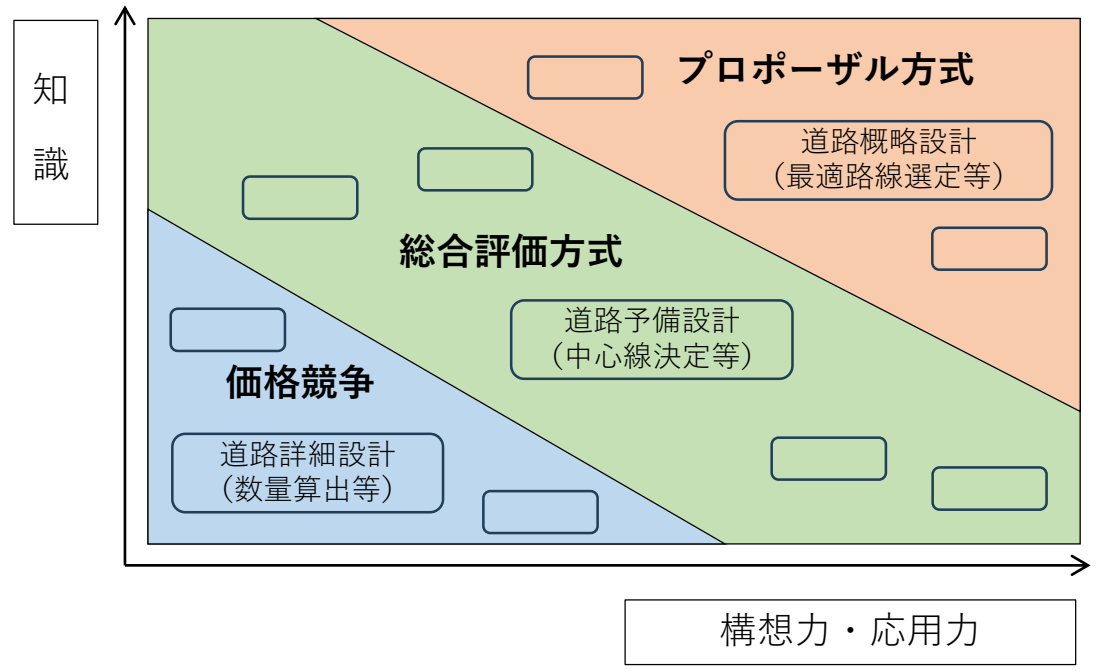 知
識
プロポーザル方式
道路概略設計
(最適路線選定等)
総合評価方式
道路予備設計
(中心線決定等)
価格競争
道路詳細設計
(数量算出等)
構想力・応用力